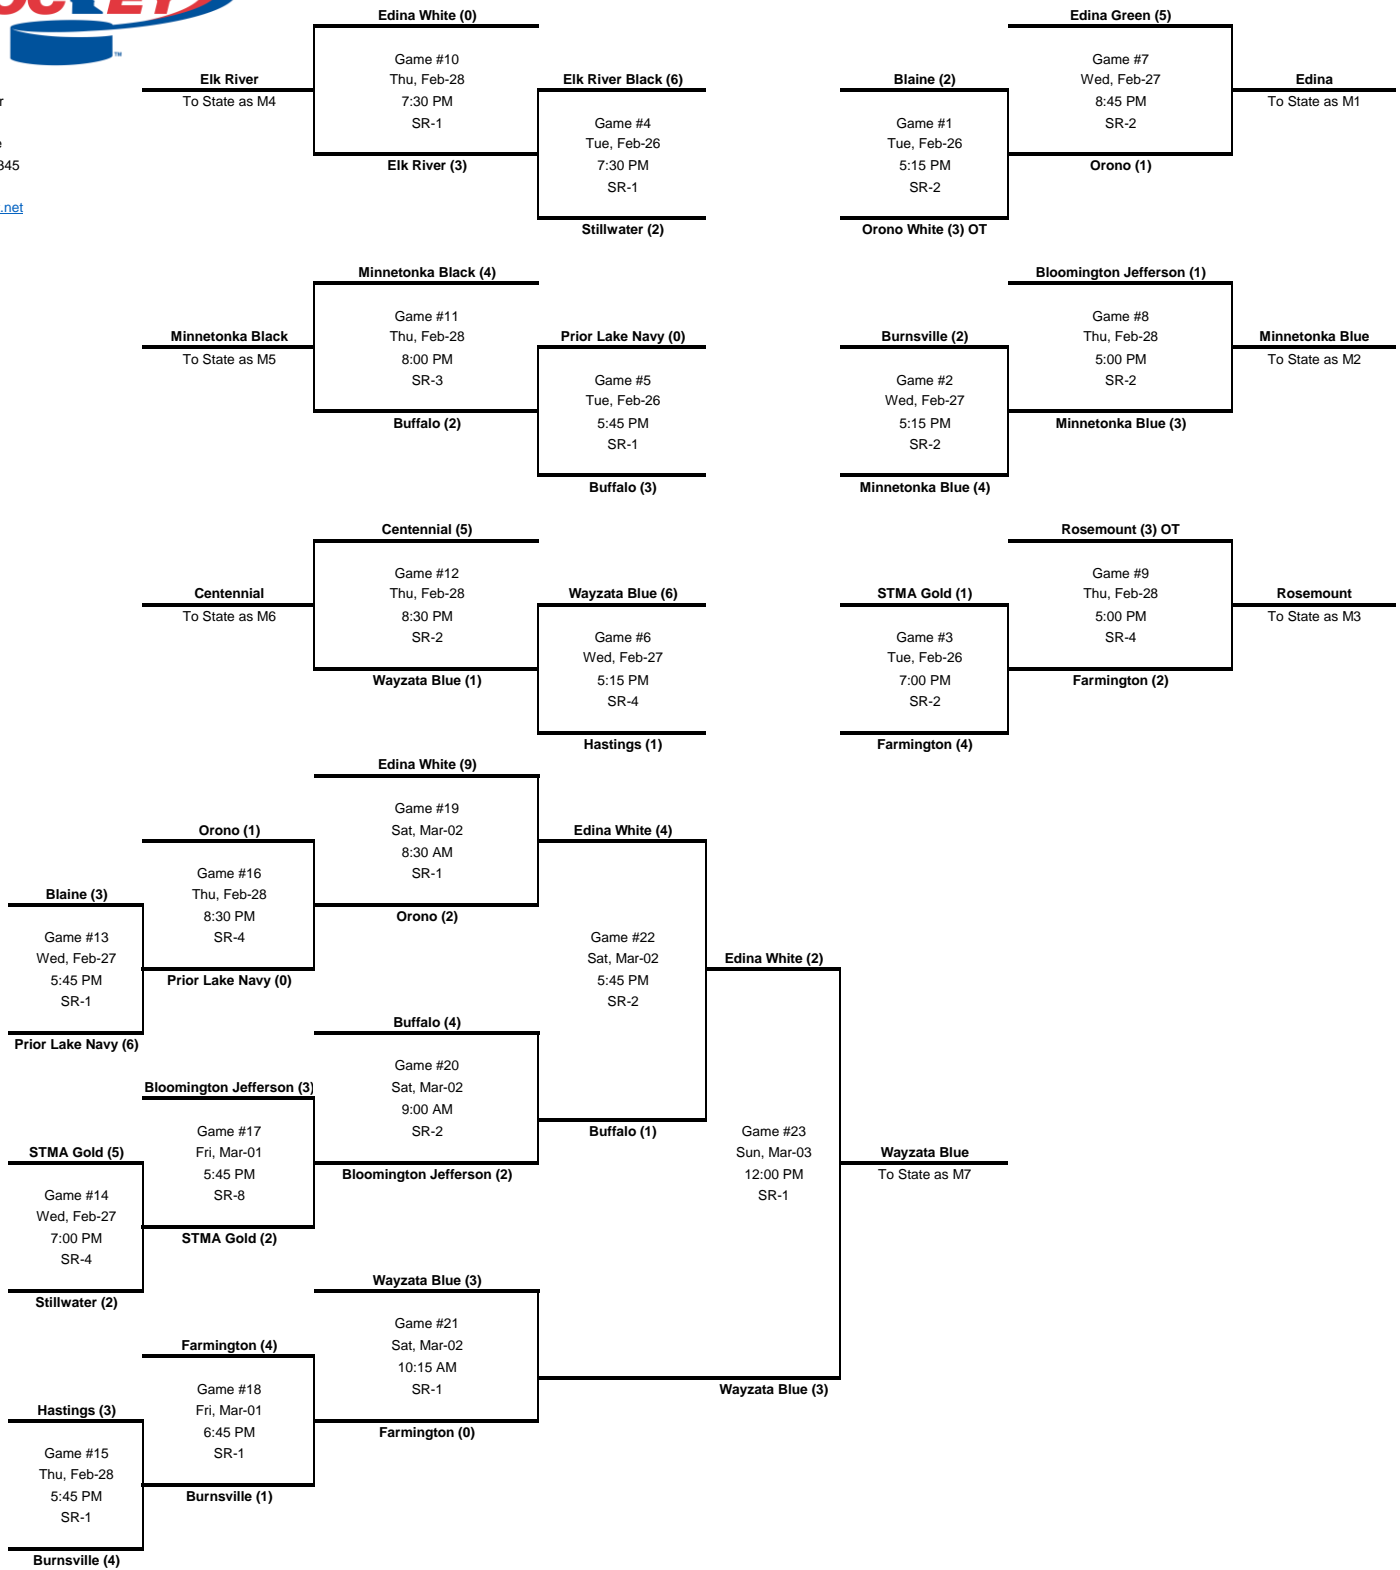 OCKEY
™
r
e
345
.net
Edina White (0)
Game #10
Thu, Feb-28
7:30 PM
SR-1
Elk River (3)
Elk River
To State as M4
Elk River Black (6)
Game #4
Tue, Feb-26
7:30 PM
SR-1
Stillwater (2)
Blaine (2)
Game #1
Tue, Feb-26
5:15 PM
SR-2
Orono White (3) OT
Edina Green (5)
Game #7
Wed, Feb-27
8:45 PM
SR-2
Orono (1)
Edina
To State as M1
Minnetonka Black (4)
Game #11
Thu, Feb-28
8:00 PM
SR-3
Buffalo (2)
Minnetonka Black
To State as M5
Prior Lake Navy (0)
Game #5
Tue, Feb-26
5:45 PM
SR-1
Buffalo (3)
Burnsville (2)
Game #2
Wed, Feb-27
5:15 PM
SR-2
Minnetonka Blue (4)
Bloomington Jefferson (1)
Game #8
Thu, Feb-28
5:00 PM
SR-2
Minnetonka Blue (3)
Minnetonka Blue
To State as M2
Centennial (5)
Game #12
Thu, Feb-28
8:30 PM
SR-2
Wayzata Blue (1)
Centennial
To State as M6
Wayzata Blue (6)
Game #6
Wed, Feb-27
5:15 PM
SR-4
Hastings (1)
STMA Gold (1)
Game #3
Tue, Feb-26
7:00 PM
SR-2
Farmington (4)
Rosemount (3) OT
Game #9
Thu, Feb-28
5:00 PM
SR-4
Farmington (2)
Rosemount
To State as M3
Edina White (9)
Game #19
Sat, Mar-02
8:30 AM
SR-1
Orono (2)
Orono (1)
Game #16
Thu, Feb-28
8:30 PM
SR-4
Prior Lake Navy (0)
Blaine (3)
Game #13
Wed, Feb-27
5:45 PM
SR-1
Prior Lake Navy (6)
Edina White (4)
Game #22
Sat, Mar-02
5:45 PM
SR-2
Buffalo (1)
Edina White (2)
Game #23
Sun, Mar-03
12:00 PM
SR-1
Wayzata Blue (3)
Wayzata Blue
To State as M7
Buffalo (4)
Game #20
Sat, Mar-02
9:00 AM
SR-2
Bloomington Jefferson (2)
Bloomington Jefferson (3)
Game #17
Fri, Mar-01
5:45 PM
SR-8
STMA Gold (2)
STMA Gold (5)
Game #14
Wed, Feb-27
7:00 PM
SR-4
Stillwater (2)
Wayzata Blue (3)
Game #21
Sat, Mar-02
10:15 AM
SR-1
Farmington (0)
Farmington (4)
Game #18
Fri, Mar-01
6:45 PM
SR-1
Burnsville (1)
Hastings (3)
Game #15
Thu, Feb-28
5:45 PM
SR-1
Burnsville (4)